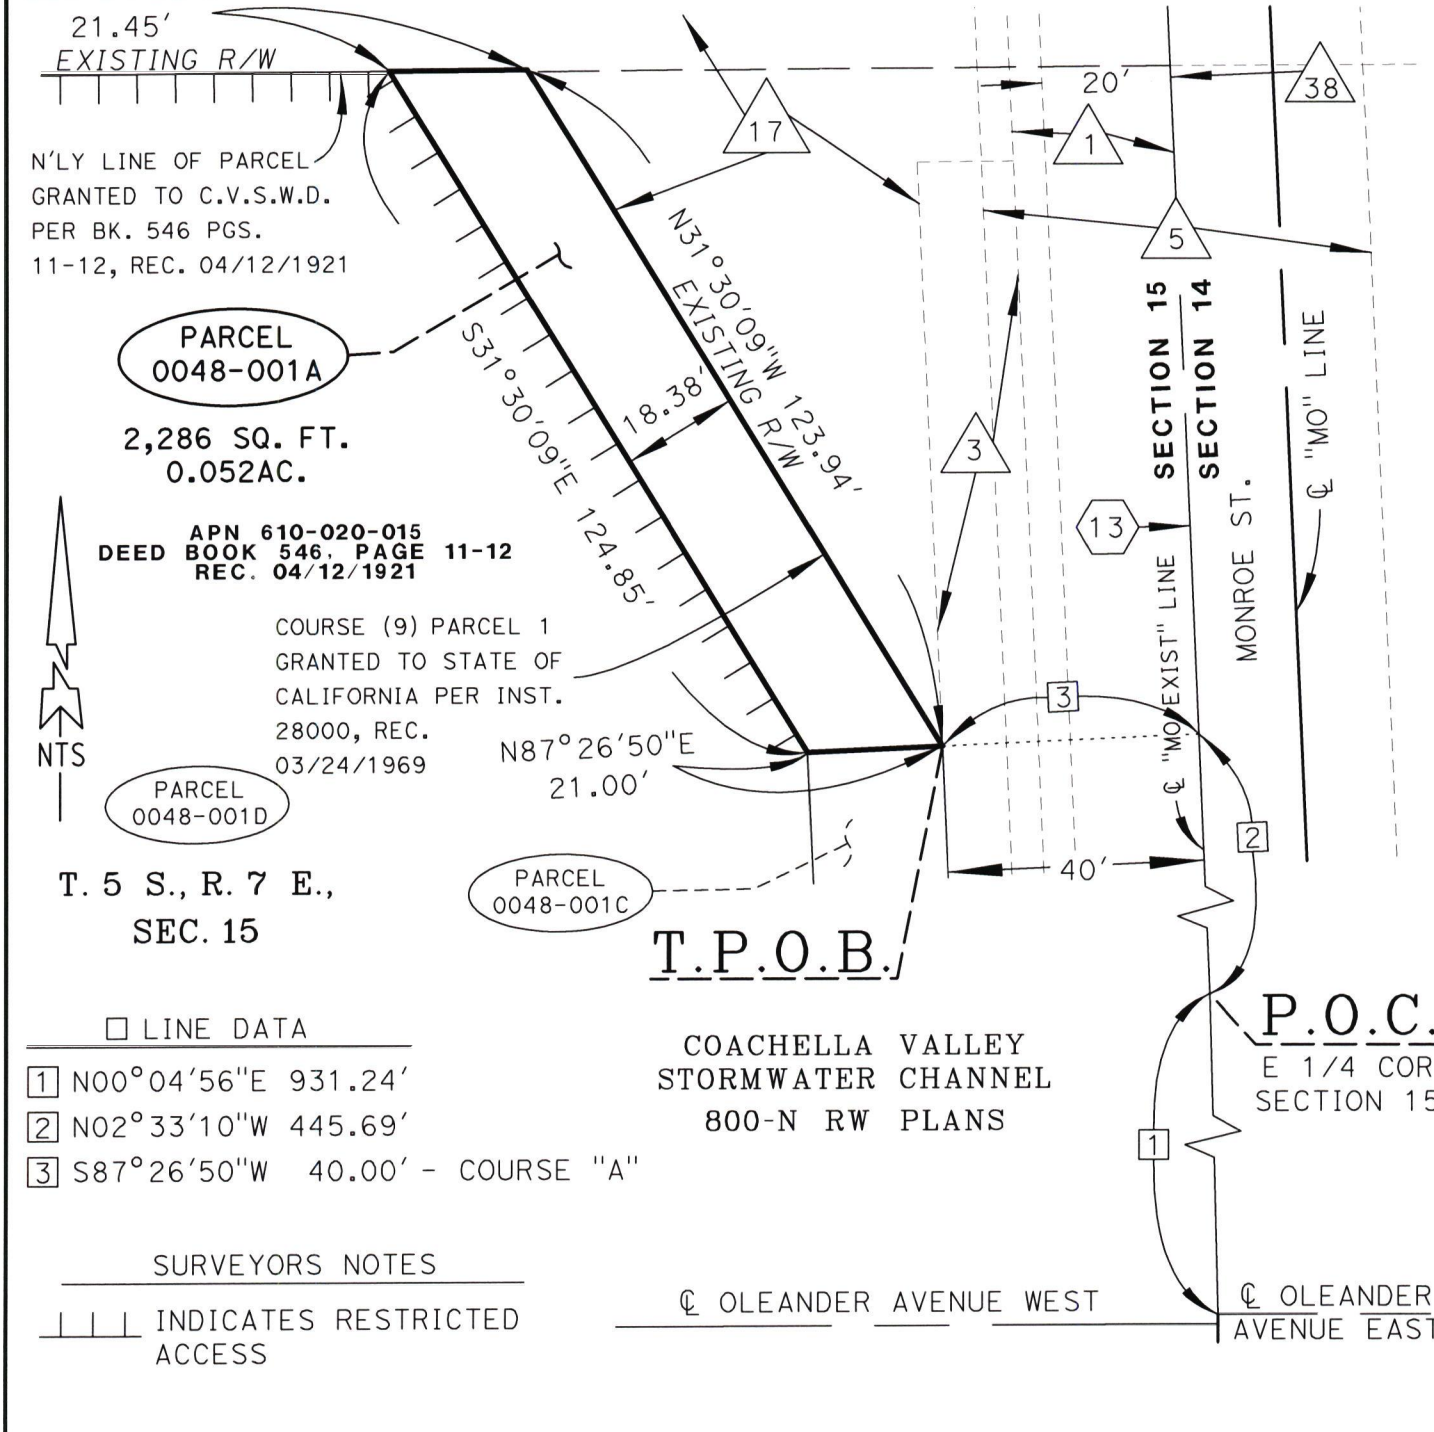 21.45'
EXISTING R/W
N'LY LINE OF PARCEL
GRANTED TO C.V.S.W.D.
PER BK. 546 PGS.
11-12, REC. 04/12/1921
PARCEL
0048-001A
2,286 SQ. FT.
0.052AC.
APN 610-020-015
DEED BOOK 546, PAGE 11-12
REC. 04/12/1921
COURSE (9) PARCEL 1
GRANTED TO STATE OF
CALIFORNIA PER INST.
28000, REC.
03/24/1969
NTS
PARCEL
0048-001D
T. 5 S., R. 7 E.,
SEC. 15
N87°26'50"E
21.00'
PARCEL
0048-001C
S31°30'09"E 124.85'
18.38'
N31°30'09"W 123.94'
EXISTING R/W
17
20'
1
38
5
3
13
SECTION 15
SECTION 14
℄ "MO" LINE
MONROE ST.
℄ "MO EXIST" LINE
3
2
40'
T.P.O.B.
P.O.C.
E 1/4 COR
SECTION 15
COACHELLA VALLEY
STORMWATER CHANNEL
800-N RW PLANS
1
□ LINE DATA
1 N00°04'56"E 931.24'
2 N02°33'10"W 445.69'
3 S87°26'50"W 40.00' - COURSE "A"
SURVEYORS NOTES
INDICATES RESTRICTED
ACCESS
℄ OLEANDER AVENUE WEST
℄ OLEANDER
AVENUE EAST